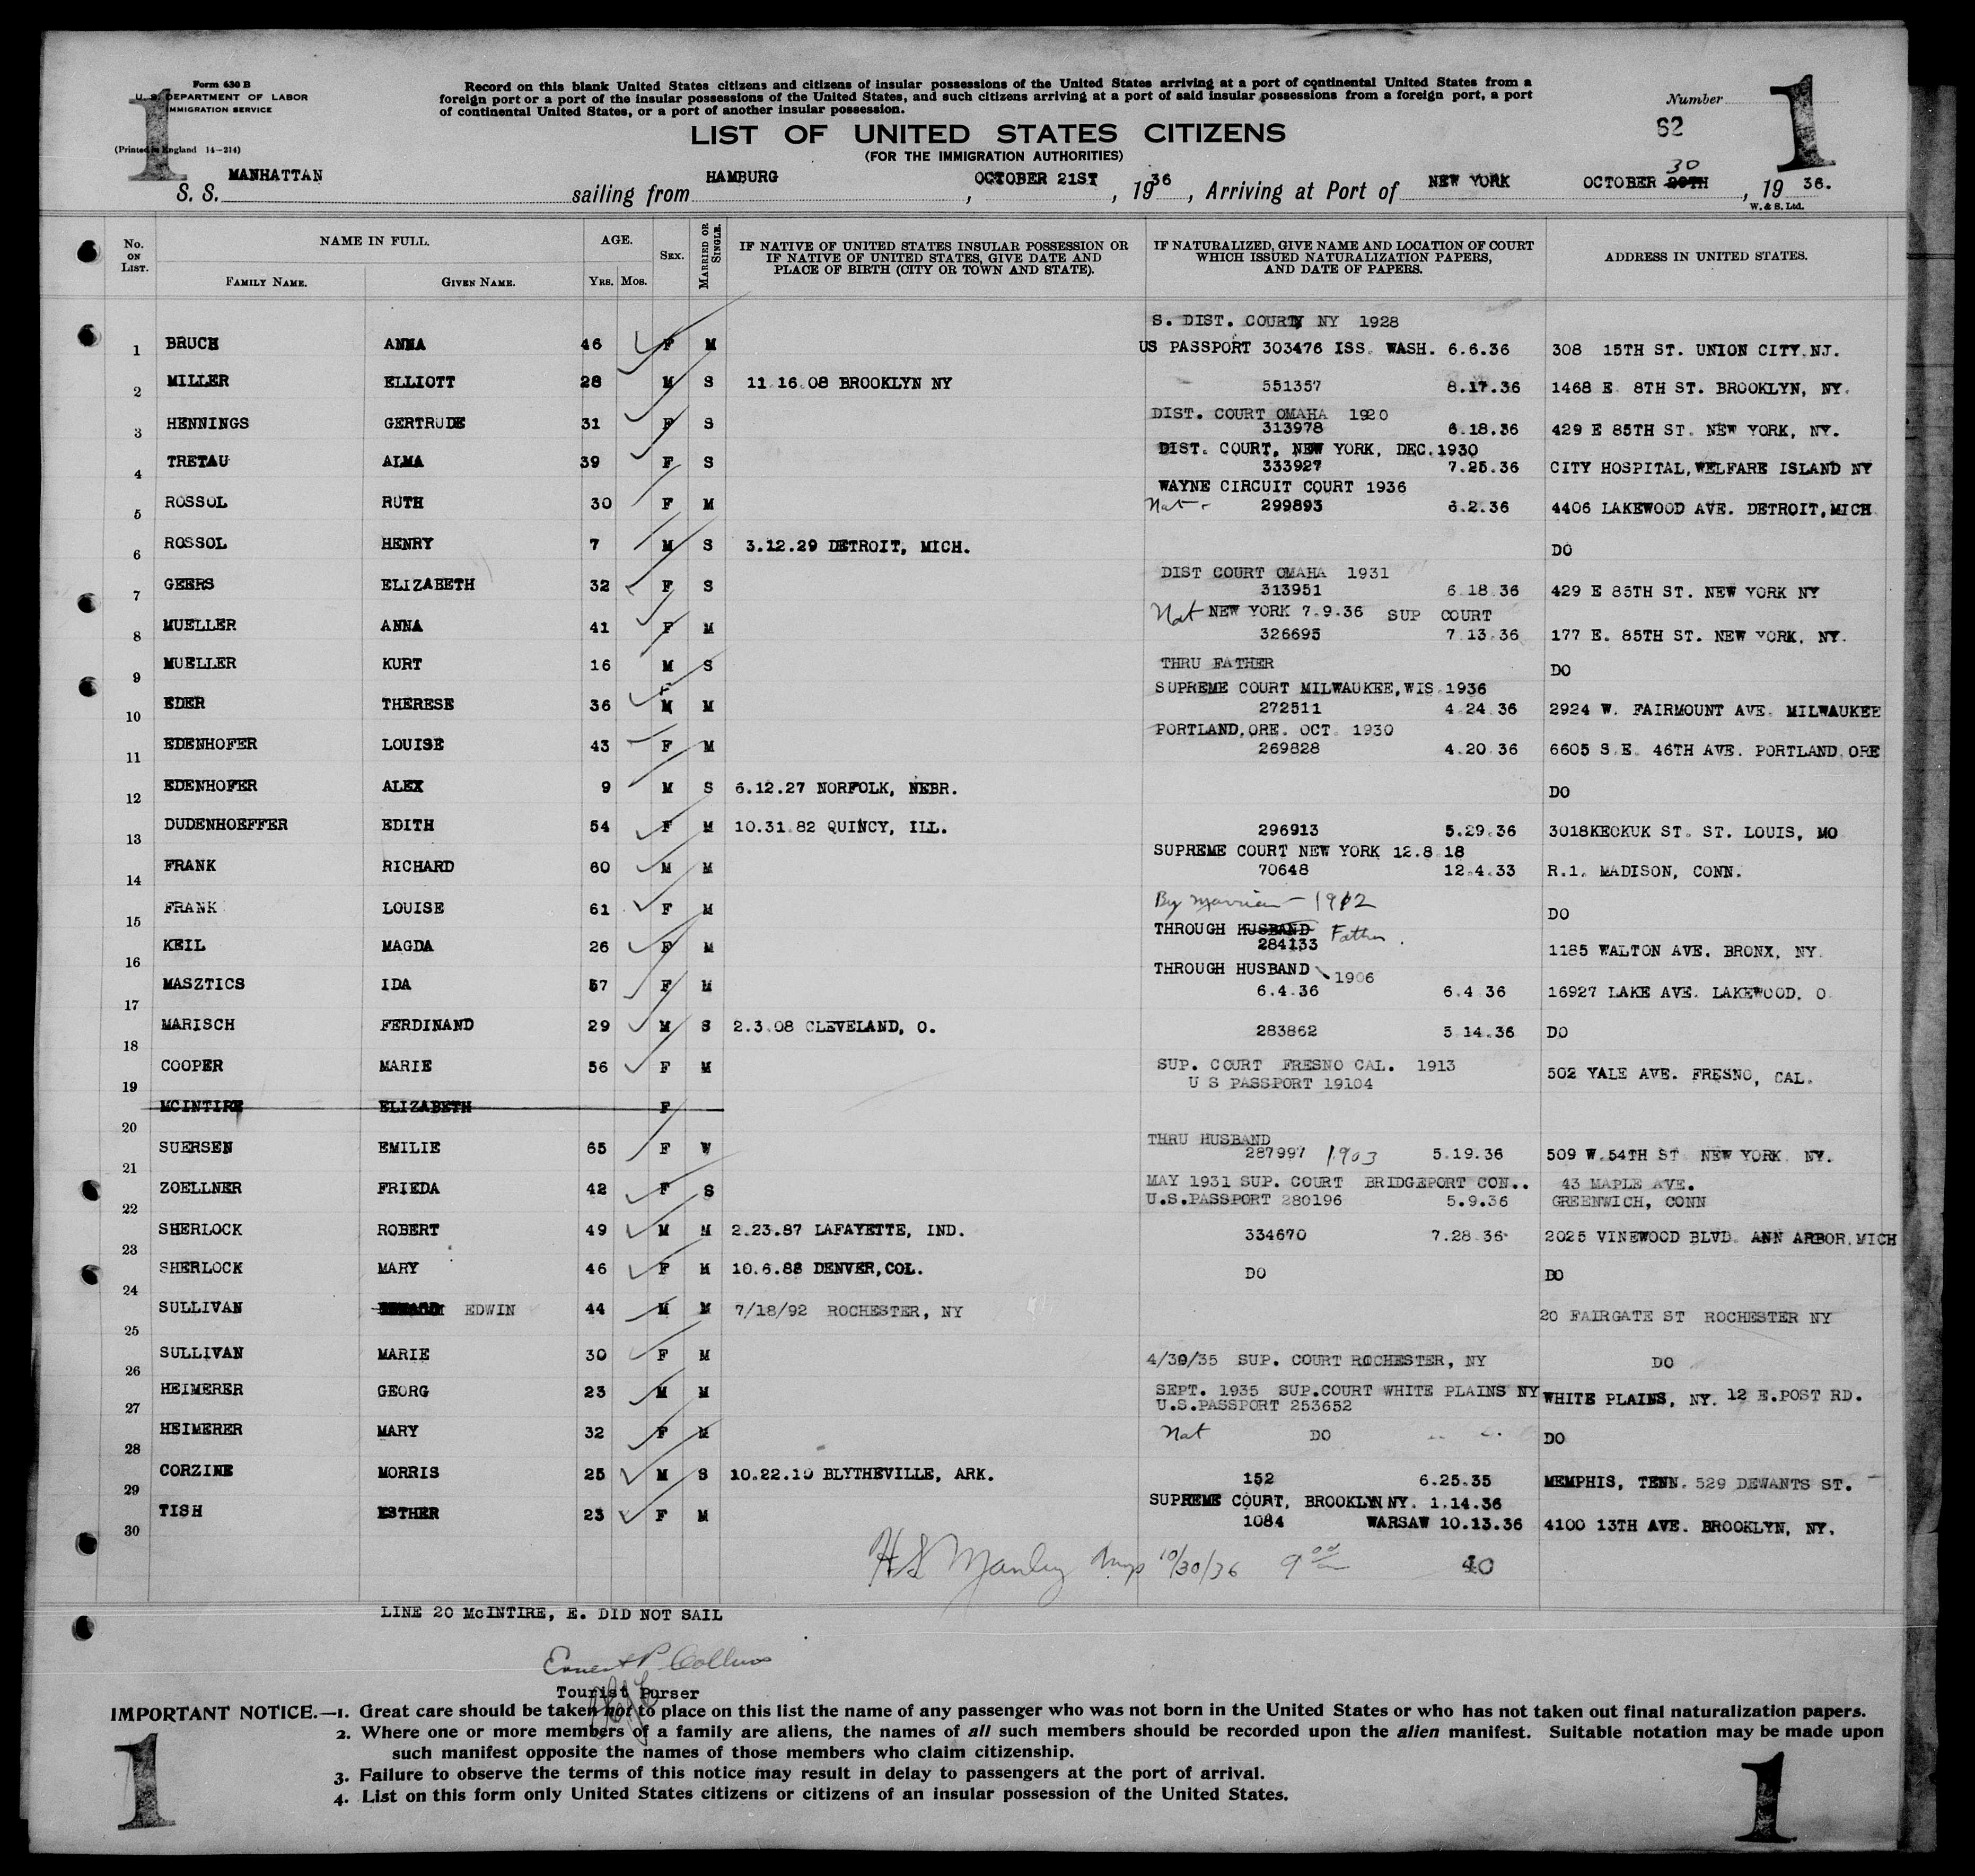 Form 630 B
U. S. DEPARTMENT OF LABOR
IMMIGRATION SERVICE
(Printed in England 14-214)
1
Record on this blank United States citizens and citizens of insular possessions of the United States arriving at a port of continental United States from a
foreign port or a port of the insular possessions of the United States, and such citizens arriving at a port of said insular possessions from a foreign port, a port
of continental United States, or a port of another insular possession.
Number
62
1
LIST OF UNITED STATES CITIZENS
(FOR THE IMMIGRATION AUTHORITIES)
S. S. MANHATTAN sailing from HAMBURG, OCTOBER 21ST, 1936, Arriving at Port of NEW YORK OCTOBER 30, 1936.
W. & S. Ltd.
No. ON LIST. NAME IN FULL. FAMILY NAME. GIVEN NAME. AGE. YRS. MOS. SEX. MARRIED OR SINGLE. IF NATIVE OF UNITED STATES INSULAR POSSESSION OR IF NATIVE OF UNITED STATES, GIVE DATE AND PLACE OF BIRTH (CITY OR TOWN AND STATE). IF NATURALIZED, GIVE NAME AND LOCATION OF COURT WHICH ISSUED NATURALIZATION PAPERS, AND DATE OF PAPERS. ADDRESS IN UNITED STATES.
S. DIST. COURT NY 1928
1 BRUCH ANNA 46 F M US PASSPORT 303476 ISS. WASH. 6.6.36 308 15TH ST. UNION CITY, NJ.
2 MILLER ELLIOTT 28 M S 11.16.08 BROOKLYN NY 551357 8.17.36 1468 E 8TH ST. BROOKLYN, NY.
DIST. COURT OMAHA 1920
3 HENNINGS GERTRUDE 31 F S 313978 6.18.36 429 E 85TH ST. NEW YORK, NY.
DIST. COURT, NEW YORK, DEC.1930
4 TRETAU ALMA 39 F S 333927 7.25.36 CITY HOSPITAL, WELFARE ISLAND NY
WAYNE CIRCUIT COURT 1936
5 ROSSOL RUTH 30 F M Nat - 299893 6.2.36 4406 LAKEWOOD AVE. DETROIT, MICH
6 ROSSOL HENRY 7 M S 3.12.29 DETROIT, MICH. DO
DIST COURT OMAHA 1931
7 GEERS ELIZABETH 32 F S 313951 6.18.36 429 E 85TH ST. NEW YORK NY
Nat NEW YORK 7.9.36 SUP COURT
8 MUELLER ANNA 41 F M 326695 7.13.36 177 E. 85TH ST. NEW YORK, NY.
9 MUELLER KURT 16 M S THRU FATHER DO
SUPREME COURT MILWAUKEE, WIS.1936
10 EDER THERESE 36 F M M 272511 4.24.36 2924 W. FAIRMOUNT AVE. MILWAUKEE
PORTLAND, ORE. OCT. 1930
11 EDENHOFER LOUISE 43 F M 269828 4.20.36 6605 S.E. 46TH AVE. PORTLAND ORE
12 EDENHOFER ALEX 9 M S 6.12.27 NORFOLK, NEBR. DO
13 DUDENHOEFFER EDITH 54 F M 10.31.82 QUINCY, ILL. 296913 5.29.36 3018KEOKUK ST. ST. LOUIS, MO
SUPREME COURT NEW YORK 12.8.18
14 FRANK RICHARD 60 M M 70648 12.4.33 R.1. MADISON, CONN.
15 FRANK LOUISE 61 F M By 1912 DO
THROUGH HUSBAND Father
16 KEIL MAGDA 26 F M 284133 1185 WALTON AVE. BRONX, NY.
THROUGH HUSBAND 1906
17 MASZTICS IDA 57 F M 6.4.36 6.4.36 16927 LAKE AVE. LAKEWOOD. O
18 MARISCH FERDINAND 29 M S 2.3.08 CLEVELAND, O. 283862 5.14.36 DO
19 COOPER MARIE 56 F M SUP. COURT FRESNO CAL. 1913 502 YALE AVE. FRESNO, CAL.
U S PASSPORT 19104
20 MCINTIRE ELIZABETH F
THRU HUSBAND
21 SUERSEN EMILIE 65 F W 287997 1903 5.19.36 509 W.54TH ST NEW YORK NY.
MAY 1931 SUP. COURT BRIDGEPORT CON.. 43 MAPLE AVE.
22 ZOELLNER FRIEDA 42 F S U.S.PASSPORT 280196 5.9.36 GREENWICH, CONN
23 SHERLOCK ROBERT 49 M M 2.23.87 LAFAYETTE, IND. 334670 7.28.36 2025 VINEWOOD BLVD. ANN ARBOR, MICH
24 SHERLOCK MARY 46 F M 10.6.88 DENVER, COL. DO DO
25 SULLIVAN EDWIN 44 M M 7/18/92 ROCHESTER, NY 20 FAIRGATE ST ROCHESTER NY
26 SULLIVAN MARIE 30 F M 4/30/35 SUP. COURT ROCHESTER, NY DO
27 HEIMERER GEORG 23 M M SEPT. 1935 SUP.COURT WHITE PLAINS NY WHITE PLAINS, NY. 12 E.POST RD.
U.S.PASSPORT 253652
28 HEIMERER MARY 32 F M Nat DO DO
29 CORZINE MORRIS 25 M S 10.22.10 BLYTHEVILLE, ARK. 152 6.25.35 MEMPHIS, TENN. 529 DEWANTS ST.
SUPREME COURT, BROOKLYN NY. 1.14.36
30 TISH ESTHER 23 F M 1084 WARSAW 10.13.36 4100 13TH AVE. BROOKLYN, NY.
H S Manley Insp 10/30/36 9 00 40
LINE 20 McINTIRE, E. DID NOT SAIL
Ernest P Collins
Tourist Purser
IMPORTANT NOTICE.—1. Great care should be taken not to place on this list the name of any passenger who was not born in the United States or who has not taken out final naturalization papers.
2. Where one or more members of a family are aliens, the names of all such members should be recorded upon the alien manifest. Suitable notation may be made upon
such manifest opposite the names of those members who claim citizenship.
3. Failure to observe the terms of this notice may result in delay to passengers at the port of arrival.
4. List on this form only United States citizens or citizens of an insular possession of the United States.
1
1